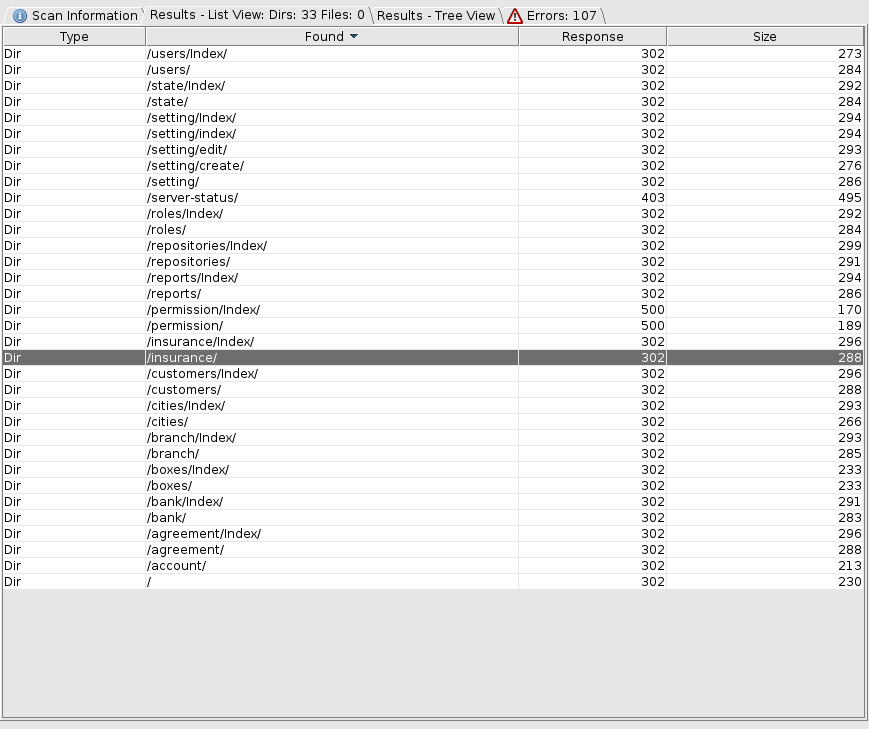 Scan Information Results - List View: Dirs: 33 Files: 0 Results - Tree View Errors: 107
Type Found Response Size
Dir /users/Index/ 302 273
Dir /users/ 302 284
Dir /state/Index/ 302 292
Dir /state/ 302 284
Dir /setting/Index/ 302 294
Dir /setting/index/ 302 294
Dir /setting/edit/ 302 293
Dir /setting/create/ 302 276
Dir /setting/ 302 286
Dir /server-status/ 403 495
Dir /roles/Index/ 302 292
Dir /roles/ 302 284
Dir /repositories/Index/ 302 299
Dir /repositories/ 302 291
Dir /reports/Index/ 302 294
Dir /reports/ 302 286
Dir /permission/Index/ 500 170
Dir /permission/ 500 189
Dir /insurance/Index/ 302 296
Dir /insurance/ 302 288
Dir /customers/Index/ 302 296
Dir /customers/ 302 288
Dir /cities/Index/ 302 293
Dir /cities/ 302 266
Dir /branch/Index/ 302 293
Dir /branch/ 302 285
Dir /boxes/Index/ 302 233
Dir /boxes/ 302 233
Dir /bank/Index/ 302 291
Dir /bank/ 302 283
Dir /agreement/Index/ 302 296
Dir /agreement/ 302 288
Dir /account/ 302 213
Dir / 302 230